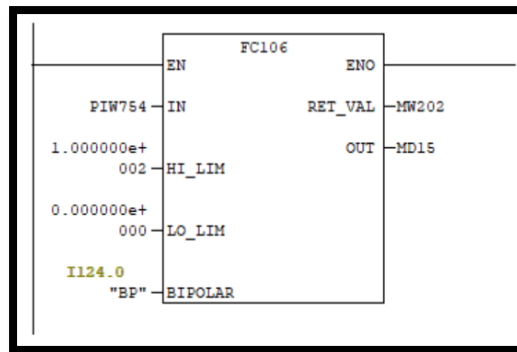 FC106
EN ENO
PIW754 IN RET_VAL MW202
1.000000e+ OUT MD15
002 HI_LIM
0.000000e+
000 LO_LIM
I124.0
"BP" BIPOLAR